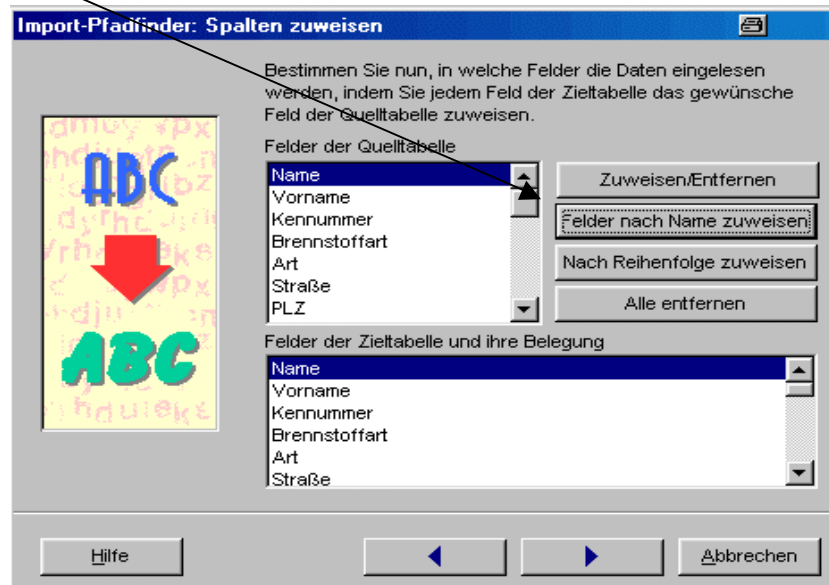 Import-Pfadfinder: Spalten zuweisen
Bestimmen Sie nun, in welche Felder die Daten eingelesen
werden, indem Sie jedem Feld der Zieltabelle das gewünsche
Feld der Quelltabelle zuweisen.
Felder der Quelltabelle
Name
Vorname
Kennummer
Brennstoffart
Art
Straße
PLZ
Zuweisen/Entfernen
Felder nach Name zuweisen
Nach Reihenfolge zuweisen
Alle entfernen
Felder der Zieltabelle und ihre Belegung
Name
Vorname
Kennummer
Brennstoffart
Art
Straße
ABC
ABC
Hilfe
Abbrechen